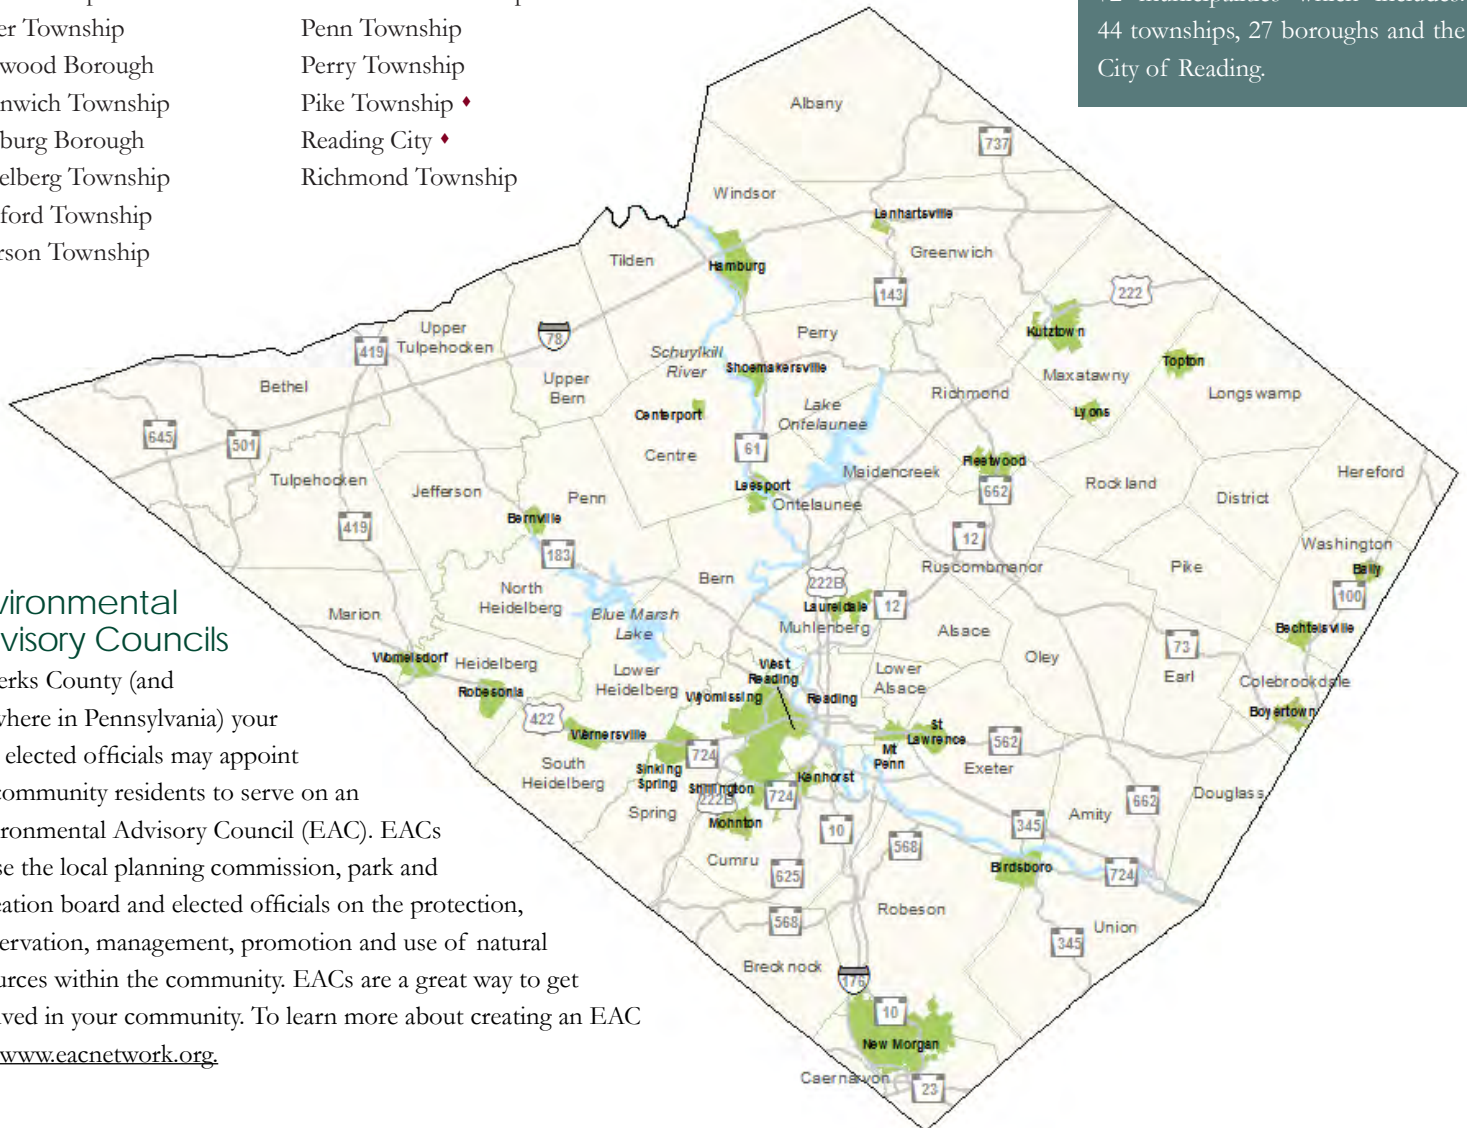 er Township
wood Borough
nwich Township
burg Borough
elberg Township
ford Township
rson Township
Penn Township
Perry Township
Pike Township ♦
Reading City ♦
Richmond Township
72 municipalities which includes:
44 townships, 27 boroughs and the
City of Reading.
Albany
737
Windsor
Lenhartsville
Greenwich
Tilden
Hamburg
143
222
Upper
Tulpehocken
419
78
Perry
Kutztown
Schuylkill
River
Shoemakersville
Topton
Bethel
Upper
Bern
Maxatawny
Richmond
Longswamp
Centerport
Lake
Ontelaunee
Lyons
645
501
61
Centre
Maidencreek
Fleetwood
Hereford
Tulpehocken
Jefferson
Penn
Leesport
662
Rockland
District
Ontelaunee
Bernville
419
12
Washington
183
Ruscombmanor
Pike
Bally
North
Heidelberg
Bern
222B
100
Marion
Blue Marsh
Lake
Laureldale
12
Muhlenberg
Alsace
Bechtelsville
73
Oley
Womelsdorf
Heidelberg
Lower
Heidelberg
West
Reading
Lower
Alsace
Earl
Colebrookdale
Robesonia
Wyomissing
Reading
Boyertown
422
Wernersville
724
St
Lawrence
562
Mt
Penn
Exeter
South
Heidelberg
Sinking
Spring
Shillington
Kenhorst
222B
724
662
Douglass
Spring
Mohnton
10
345
Amity
568
Cumru
625
Birdsboro
724
568
Robeson
Union
345
Brecknock
176
10
New Morgan
Caernarvon
23
vironmental
visory Councils
erks County (and
where in Pennsylvania) your
elected officials may appoint
community residents to serve on an
ironmental Advisory Council (EAC). EACs
se the local planning commission, park and
eation board and elected officials on the protection,
servation, management, promotion and use of natural
urces within the community. EACs are a great way to get
lved in your community. To learn more about creating an EAC
www.eacnetwork.org.